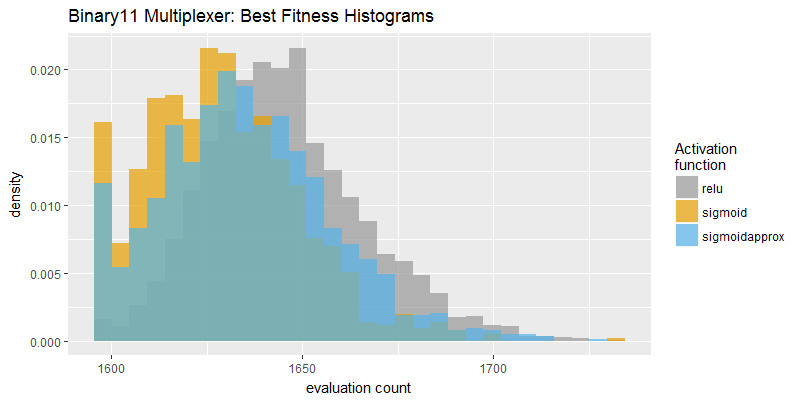 Binary11 Multiplexer: Best Fitness Histograms
0.020
0.015
0.010
0.005
0.000
density
1600
1650
1700
evaluation count
Activation
function
relu
sigmoid
sigmoidapprox